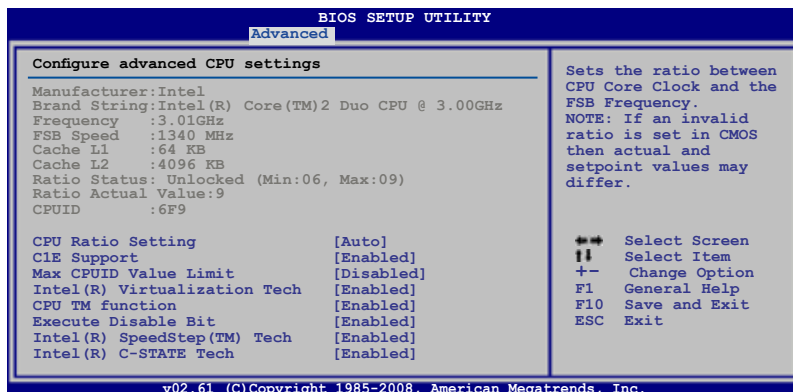 BIOS SETUP UTILITY
Advanced
Configure advanced CPU settings
Manufacturer:Intel
Brand String:Intel(R) Core(TM)2 Duo CPU @ 3.00GHz
Frequency :3.01GHz
FSB Speed :1340 MHz
Cache L1 :64 KB
Cache L2 :4096 KB
Ratio Status: Unlocked (Min:06, Max:09)
Ratio Actual Value:9
CPUID :6F9
CPU Ratio Setting [Auto]
C1E Support [Enabled]
Max CPUID Value Limit [Disabled]
Intel(R) Virtualization Tech [Enabled]
CPU TM function [Enabled]
Execute Disable Bit [Enabled]
Intel(R) SpeedStep(TM) Tech [Enabled]
Intel(R) C-STATE Tech [Enabled]
Sets the ratio between
CPU Core Clock and the
FSB Frequency.
NOTE: If an invalid
ratio is set in CMOS
then actual and
setpoint values may
differ.
←→ Select Screen
↑↓ Select Item
+- Change Option
F1 General Help
F10 Save and Exit
ESC Exit
v02.61 (C)Copyright 1985-2008, American Megatrends, Inc.